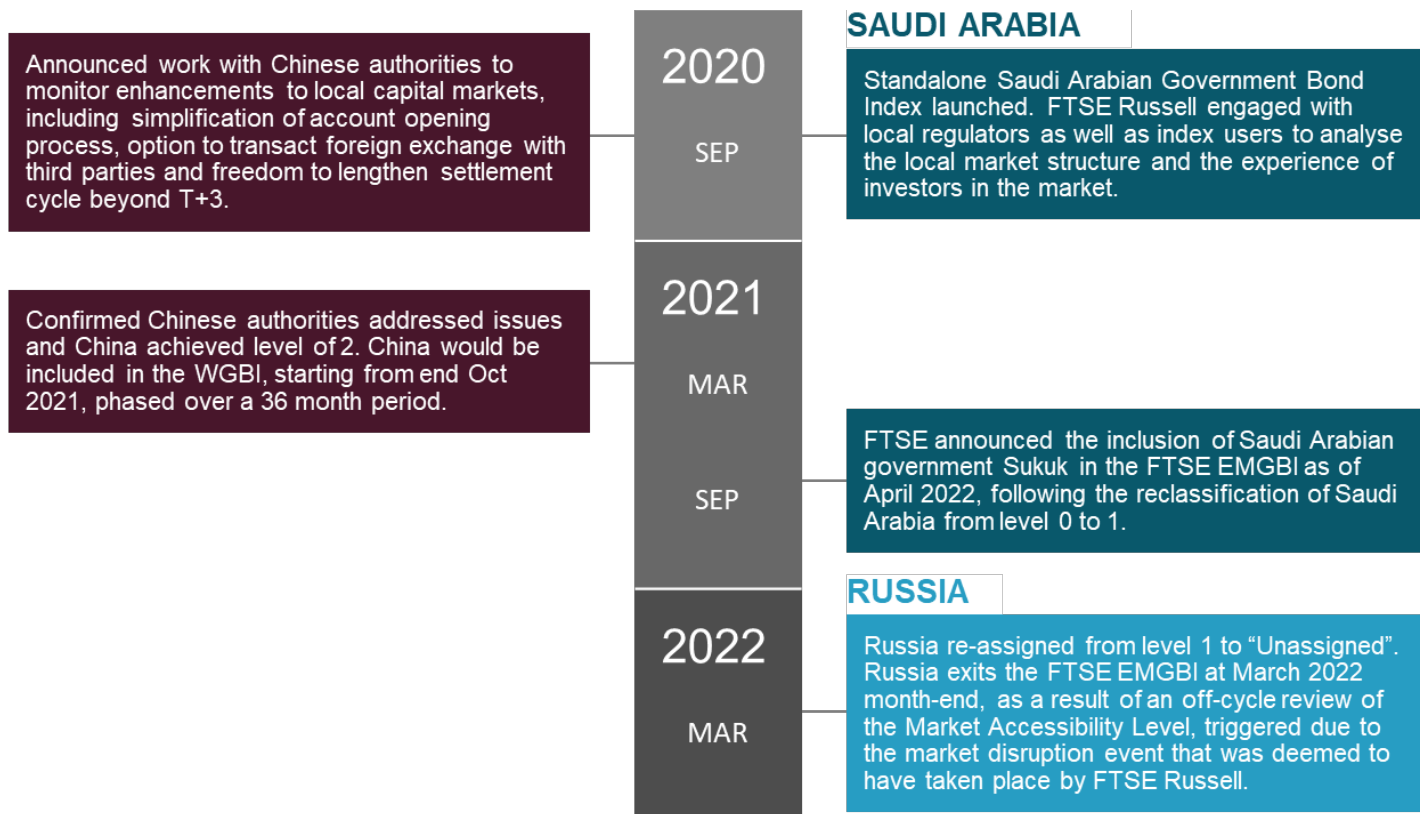 2020
SEP
Announced work with Chinese authorities to
monitor enhancements to local capital markets,
including simplification of account opening
process, option to transact foreign exchange with
third parties and freedom to lengthen settlement
cycle beyond T+3.
SAUDI ARABIA
Standalone Saudi Arabian Government Bond
Index launched. FTSE Russell engaged with
local regulators as well as index users to analyse
the local market structure and the experience of
investors in the market.
2021
MAR
Confirmed Chinese authorities addressed issues
and China achieved level of 2. China would be
included in the WGBI, starting from end Oct
2021, phased over a 36 month period.
SEP
FTSE announced the inclusion of Saudi Arabian
government Sukuk in the FTSE EMGBI as of
April 2022, following the reclassification of Saudi
Arabia from level 0 to 1.
2022
MAR
RUSSIA
Russia re-assigned from level 1 to “Unassigned”.
Russia exits the FTSE EMGBI at March 2022
month-end, as a result of an off-cycle review of
the Market Accessibility Level, triggered due to
the market disruption event that was deemed to
have taken place by FTSE Russell.